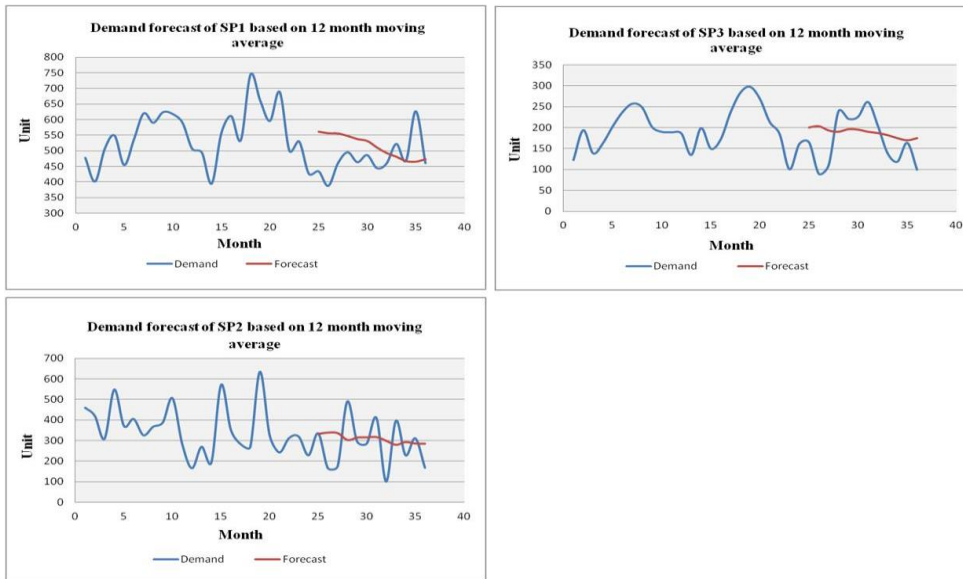 Demand forecast of SP1 based on 12 month moving
average
800
750
700
650
600
550
500
450
400
350
300
Unit
0 5 10 15 20 25 30 35 40
Month
Demand Forecast
Demand forecast of SP3 based on 12 month moving
average
350
300
250
200
150
100
50
0
Unit
0 5 10 15 20 25 30 35 40
Month
Demand Forecast
Demand forecast of SP2 based on 12 month moving
average
700
600
500
400
300
200
100
0
Unit
0 5 10 15 20 25 30 35 40
Month
Demand Forecast